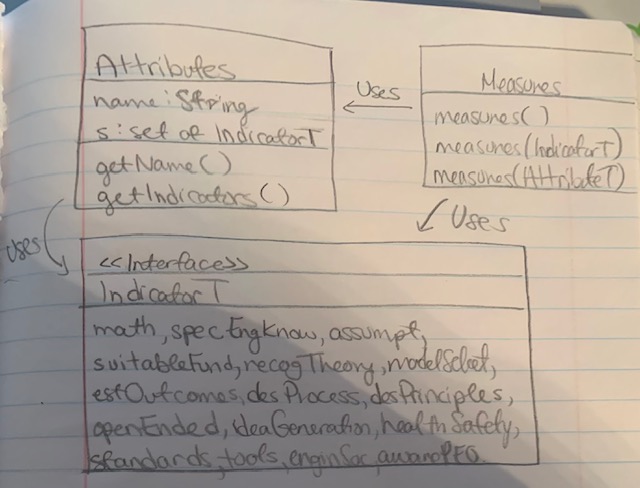 Attributes
name: String
s: set of IndicatorT
getName()
getIndicators()
Uses
Measures
measures()
measures(IndicatorT)
measures(AttributeT)
Uses
Uses
<<Interface>>
IndicatorT
math, specEngKnow, assumpt,
suitableFund, recogTheory, modelSelect,
estOutcomes, desProcess, desPrinciples,
openEnded, ideaGeneration, healthSafety,
standards, tools, engInSoc, awarePEO